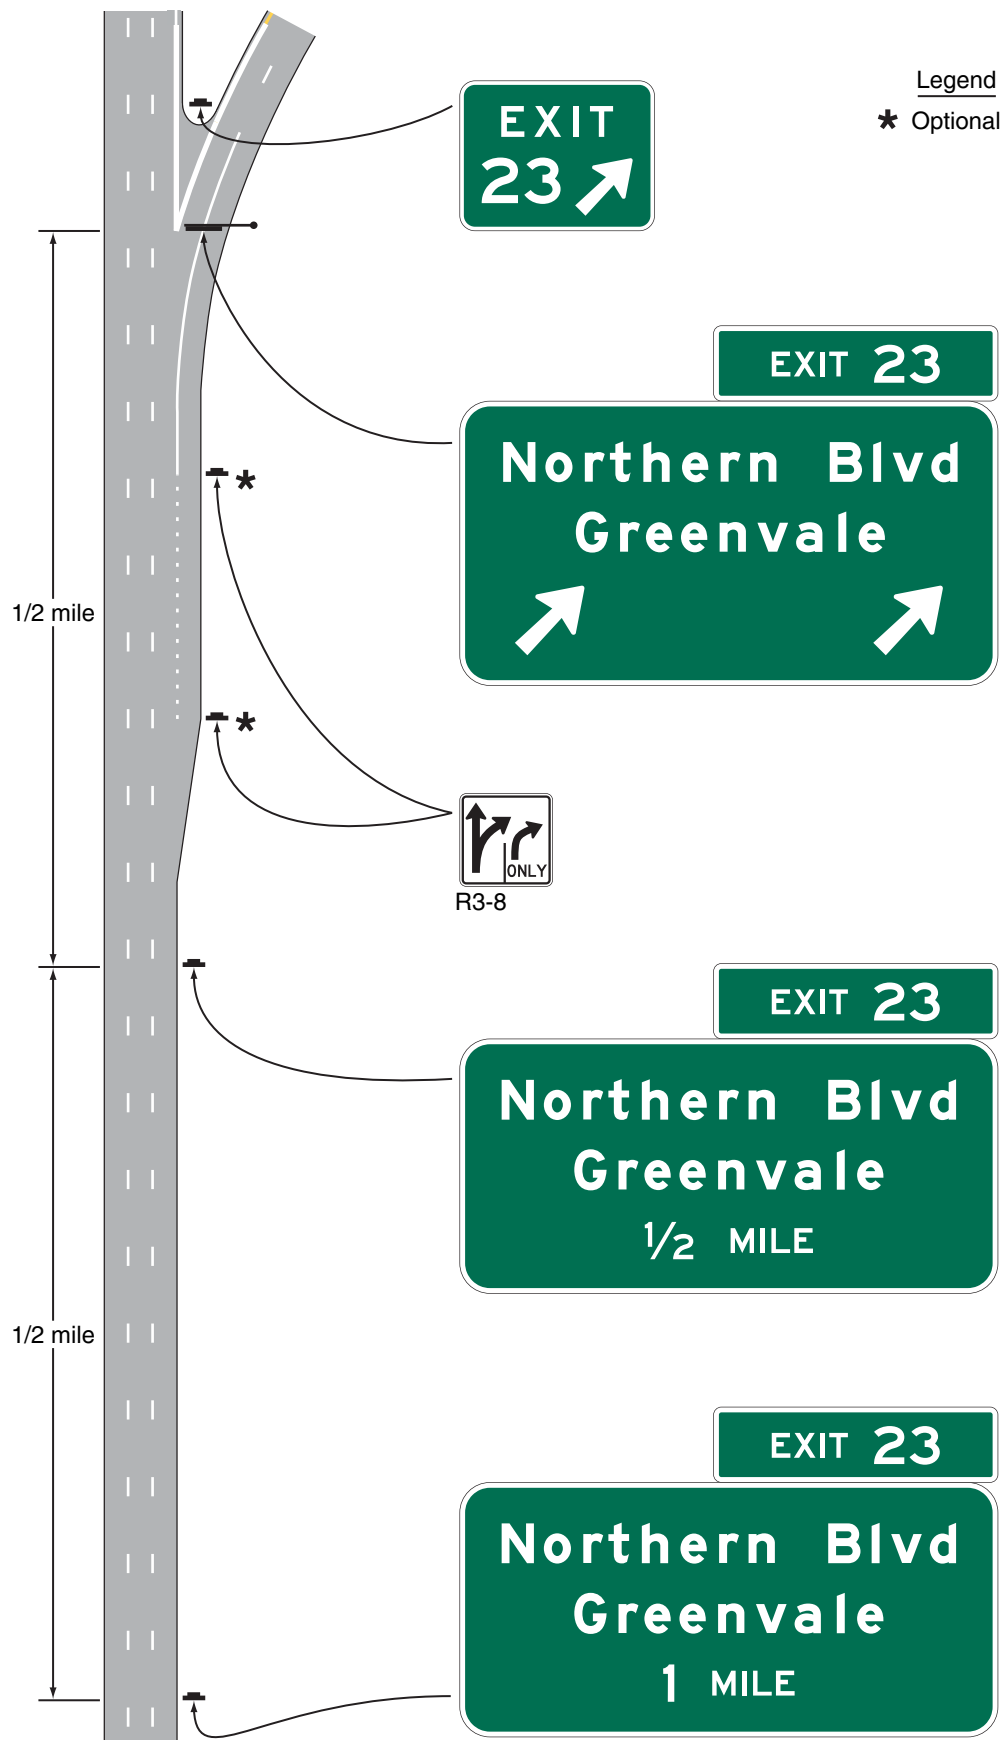 Legend
* Optional
EXIT
23
EXIT 23
Northern Blvd
Greenvale
*
1/2 mile
*
ONLY
R3-8
EXIT 23
Northern Blvd
Greenvale
1/2 MILE
1/2 mile
EXIT 23
Northern Blvd
Greenvale
1 MILE